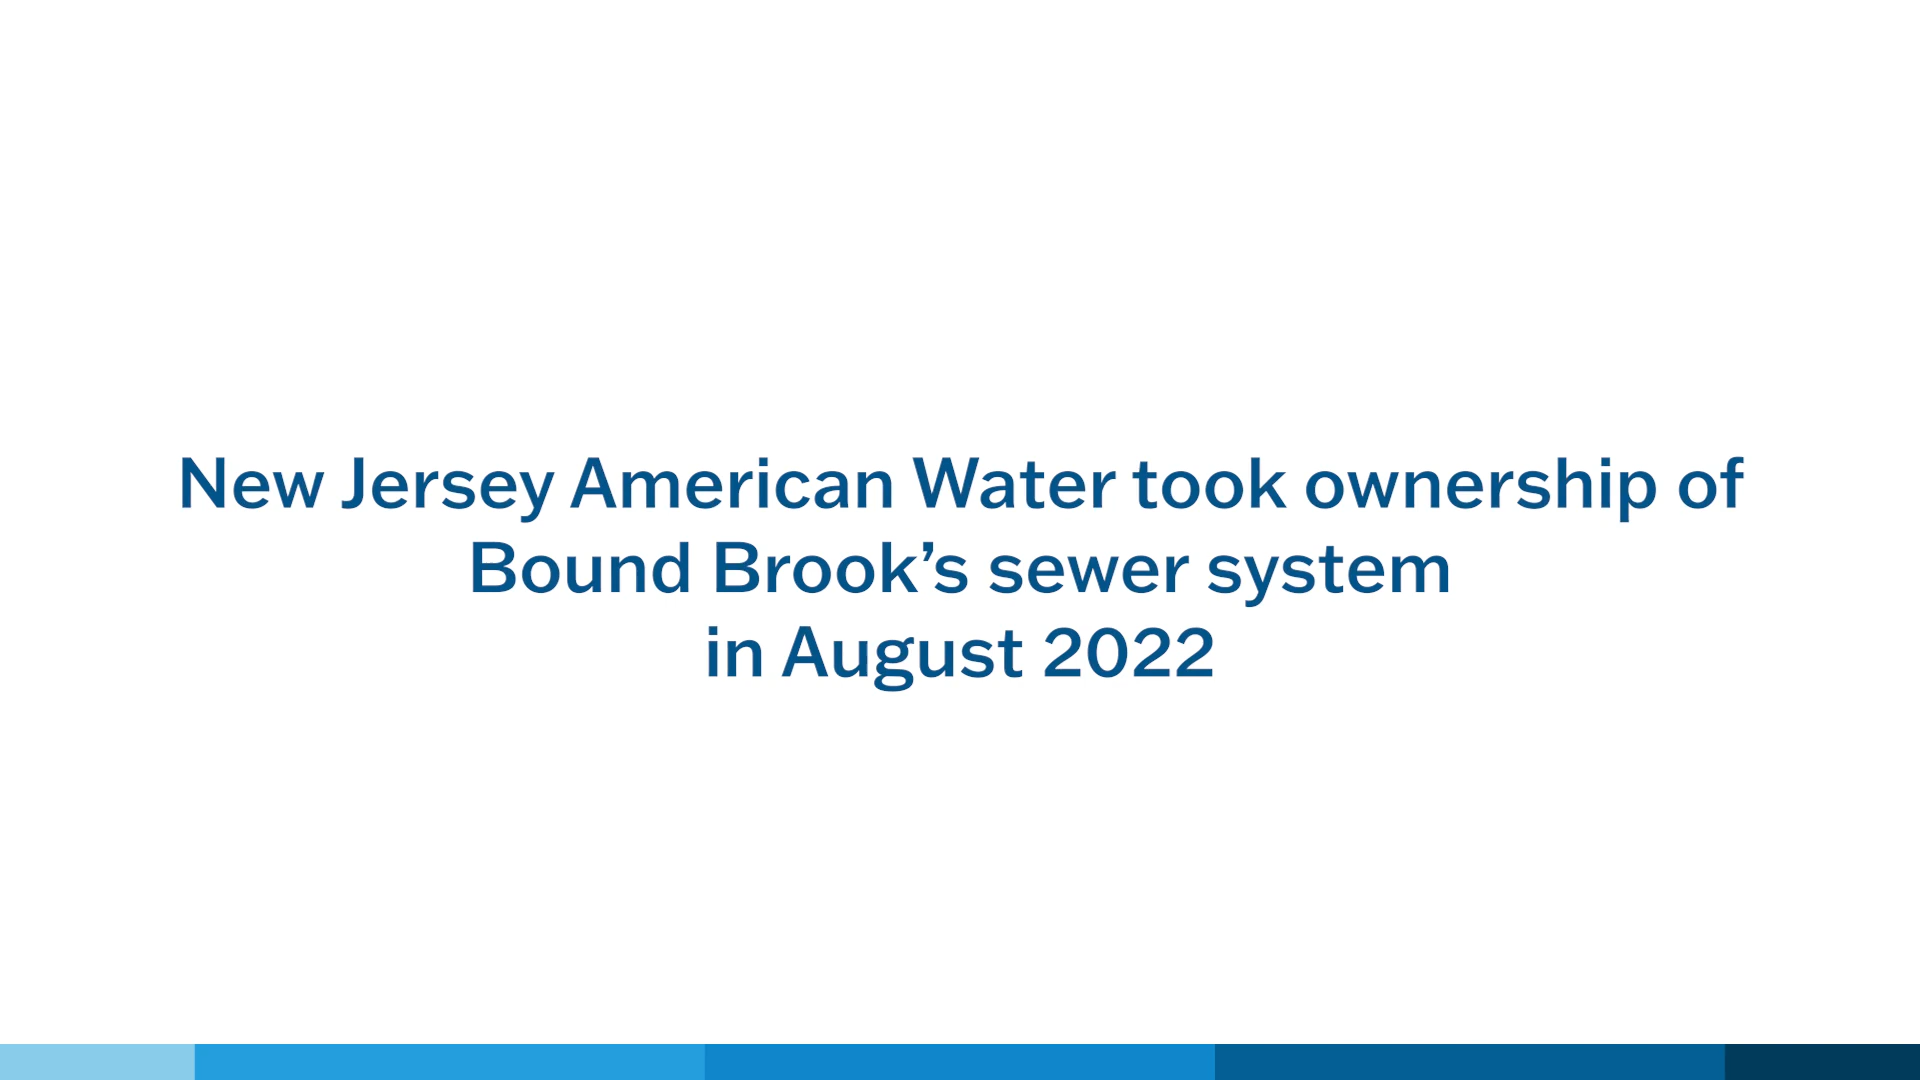 New Jersey American Water took ownership of
Bound Brook’s sewer system
in August 2022